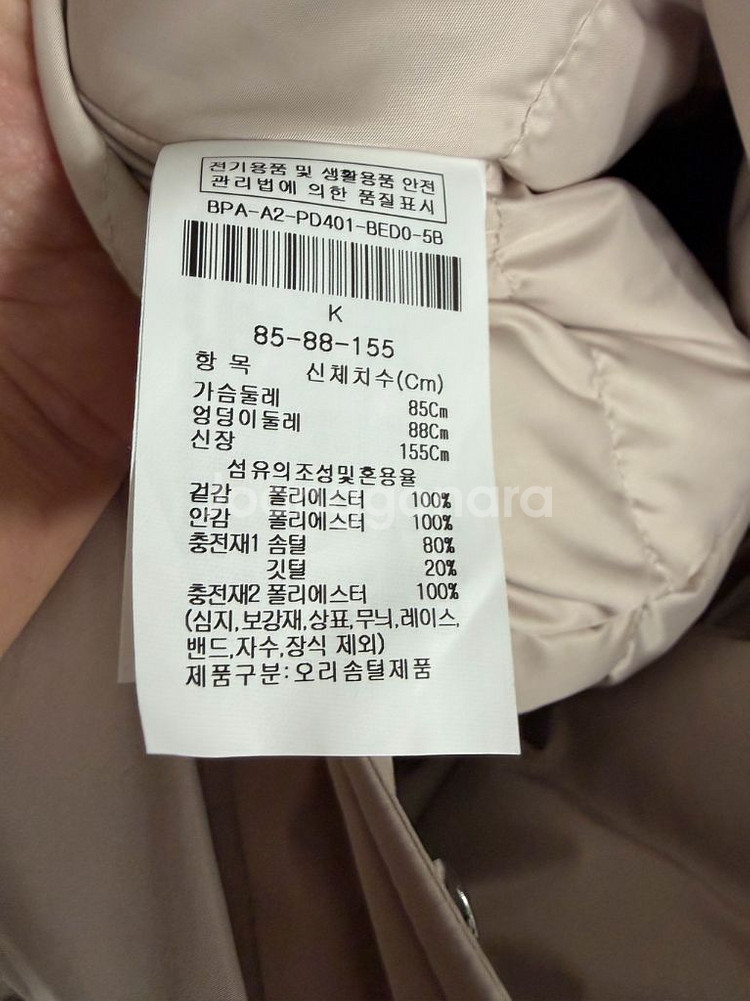 전기용품 및 생활용품 안전
관리법에 의한 품질표시
BPA-A2-PD401-BED0-5B
K
85-88-155
항 목 신체치수(Cm)
가슴둘레 85Cm
엉덩이둘레 88Cm
신장 155Cm
섬유의조성및혼용율
겉감 폴리에스터 100%
안감 폴리에스터 100%
충전재1 솜털 80%
깃털 20%
충전재2 폴리에스터 100%
(심지,보강재,상표,무늬,레이스,
밴드,자수,장식 제외)
제품구분:오리솜털제품